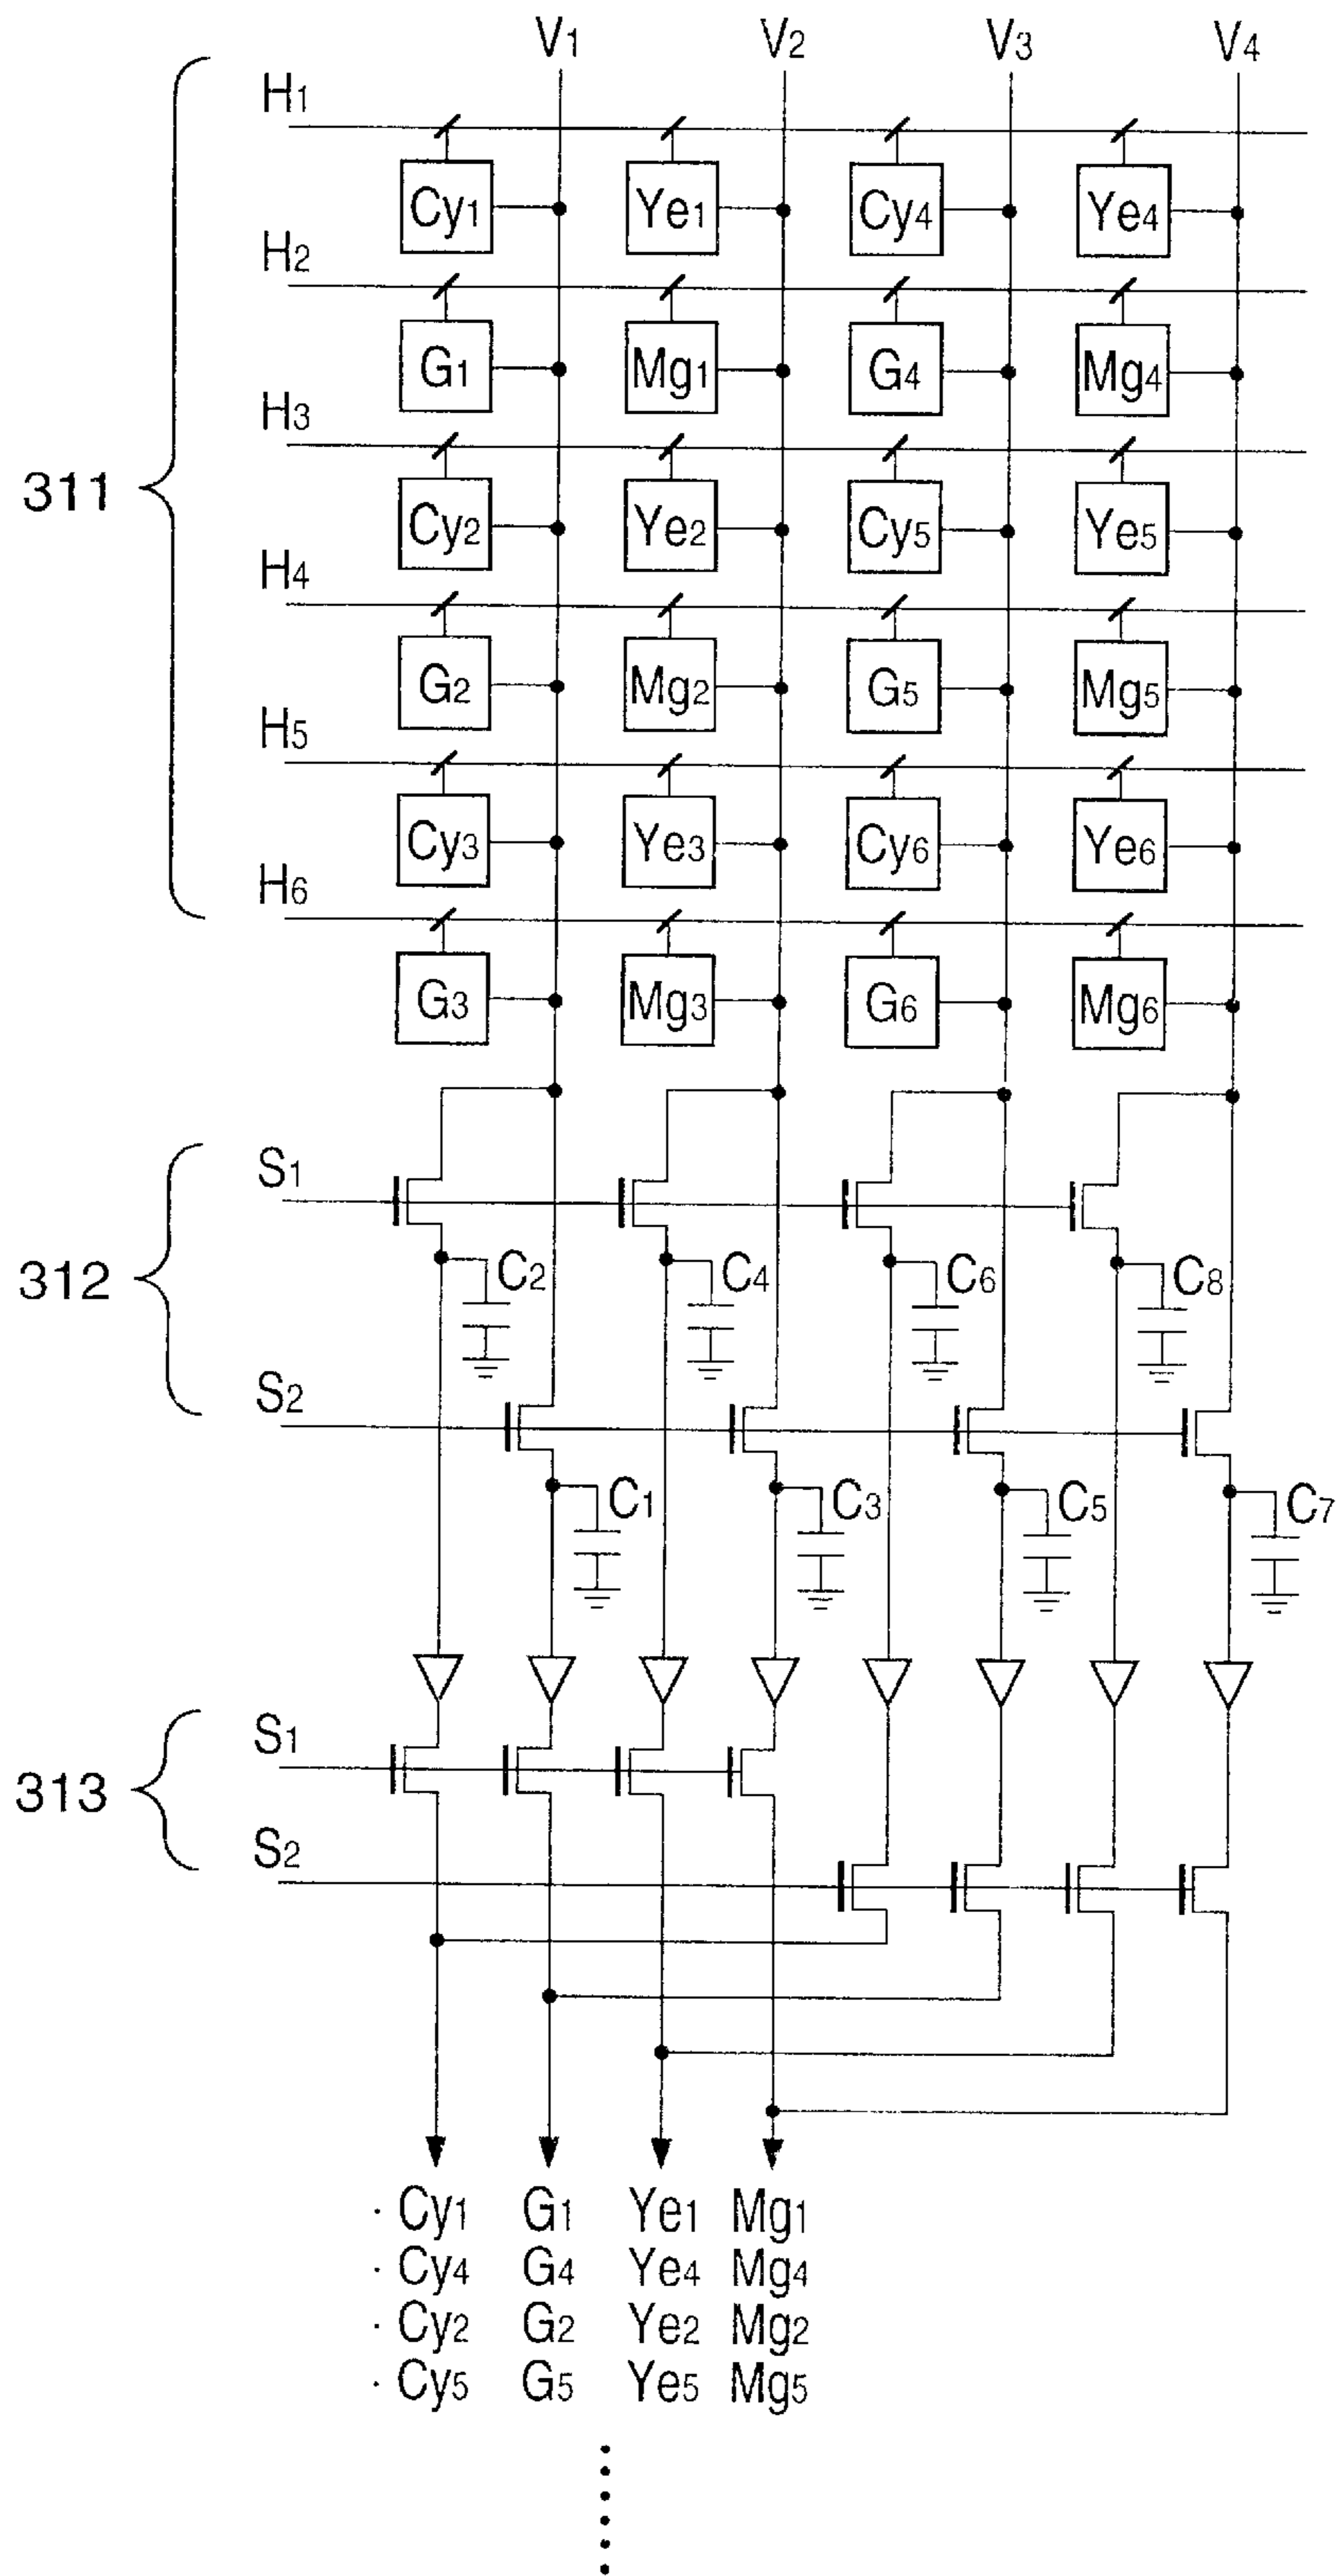 V1 V2 V3 V4
H1
Cy1 Ye1 Cy4 Ye4
H2
G1 Mg1 G4 Mg4
H3
311
Cy2 Ye2 Cy5 Ye5
H4
G2 Mg2 G5 Mg5
H5
Cy3 Ye3 Cy6 Ye6
H6
G3 Mg3 G6 Mg6
S1
312
C2 C4 C6 C8
S2
C1 C3 C5 C7
S1
313
S2
· Cy1 G1 Ye1 Mg1
· Cy4 G4 Ye4 Mg4
· Cy2 G2 Ye2 Mg2
· Cy5 G5 Ye5 Mg5